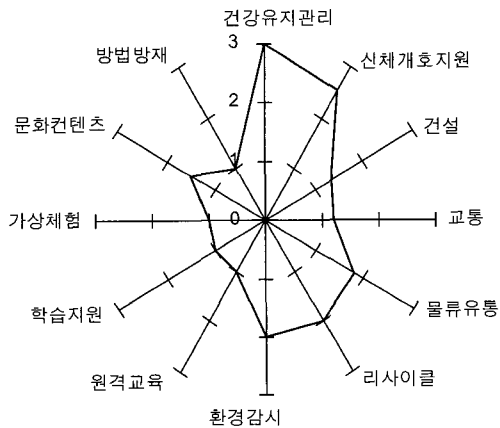 건강유지관리
3
방법방재
신체개호지원
2
문화컨텐츠
건설
1
가상체험
0
교통
학습지원
물류유통
원격교육
리사이클
환경감시